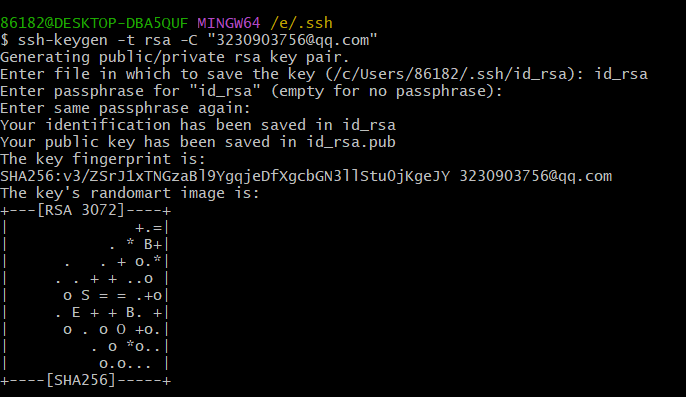 86182@DESKTOP-DBA5QUF MINGW64 /e/.ssh
$ ssh-keygen -t rsa -C "3230903756@qq.com"
Generating public/private rsa key pair.
Enter file in which to save the key (/c/Users/86182/.ssh/id_rsa): id_rsa
Enter passphrase for "id_rsa" (empty for no passphrase):
Enter same passphrase again:
Your identification has been saved in id_rsa
Your public key has been saved in id_rsa.pub
The key fingerprint is:
SHA256:v3/ZSrJ1xTNGzaBl9YgqjeDfXgcbGN3llStuOjKgeJY 3230903756@qq.com
The key's randomart image is:
+---[RSA 3072]----+
|              +.=|
|           . * B+|
|      .   . + o.*|
|     . . + + ..o |
|      o S = = .+o|
|     . E + + B. +|
|      o . o O +o.|
|         . o *o..|
|          o.o... |
+----[SHA256]-----+